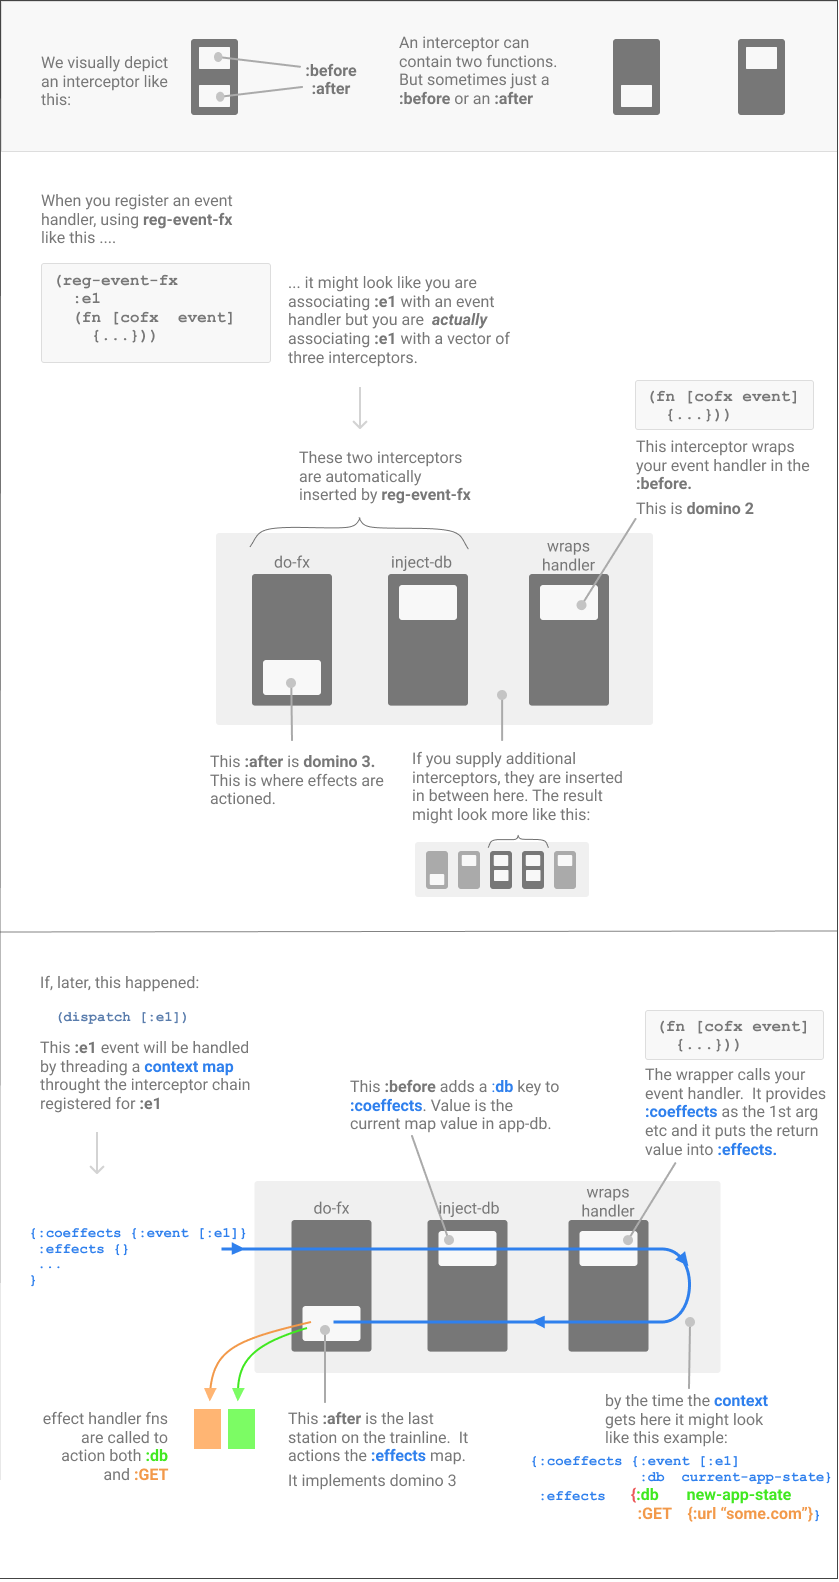 We visually depict
an interceptor like
this:
:before
:after
An interceptor can
contain two functions.
But sometimes just a
:before or an :after
When you register an event
handler, using reg-event-fx
like this ....
(reg-event-fx
:e1
(fn [cofx event]
{...}))
... it might look like you are
associating :e1 with an event
handler but you are actually
associating :e1 with a vector of
three interceptors.
(fn [cofx event]
{...}))
This interceptor wraps
your event handler in the
:before.
This is domino 2
These two interceptors
are automatically
inserted by reg-event-fx
do-fx
inject-db
wraps
handler
This :after is domino 3.
This is where effects are
actioned.
If you supply additional
interceptors, they are inserted
in between here. The result
might look more like this:
If, later, this happened:
(dispatch [:e1])
This :e1 event will be handled
by threading a context map
throught the interceptor chain
registered for :e1
This :before adds a :db key to
:coeffects. Value is the
current map value in app-db.
(fn [cofx event]
{...}))
The wrapper calls your
event handler. It provides
:coeffects as the 1st arg
etc and it puts the return
value into :effects.
do-fx
inject-db
wraps
handler
{:coeffects {:event [:e1]}
:effects {}
...
}
effect handler fns
are called to
action both :db
and :GET
This :after is the last
station on the trainline. It
actions the :effects map.
It implements domino 3
by the time the context
gets here it might look
like this example:
{:coeffects {:event [:e1]
:db current-app-state}
:effects {:db new-app-state
:GET {:url “some.com”}}